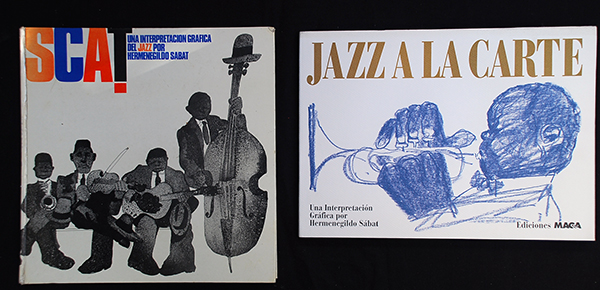 SCAT
UNA INTERPRETACION GRAFICA
DEL JAZZ POR
HERMENEGILDO SABAT
JAZZ A LA CARTE
Una Interpretación
Gráfica por
Hermenegildo Sábat
Ediciones MAGA